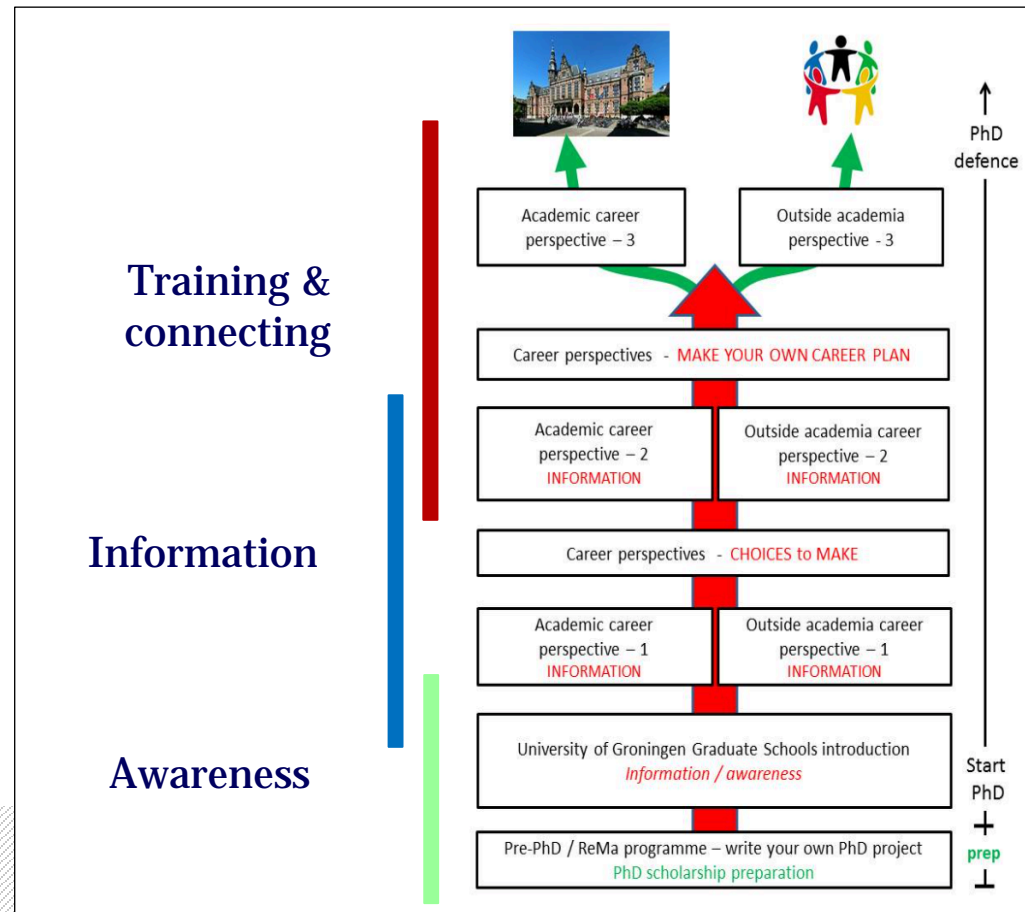 PhD
defence
Academic career
perspective – 3
Outside academia
perspective - 3
Training &
connecting
Career perspectives - MAKE YOUR OWN CAREER PLAN
Academic career
perspective – 2
INFORMATION
Outside academia career
perspective – 2
INFORMATION
Information
Career perspectives - CHOICES to MAKE
Academic career
perspective – 1
INFORMATION
Outside academia career
perspective – 1
INFORMATION
Awareness
University of Groningen Graduate Schools introduction
Information / awareness
Start
PhD
Pre-PhD / ReMa programme – write your own PhD project
PhD scholarship preparation
prep